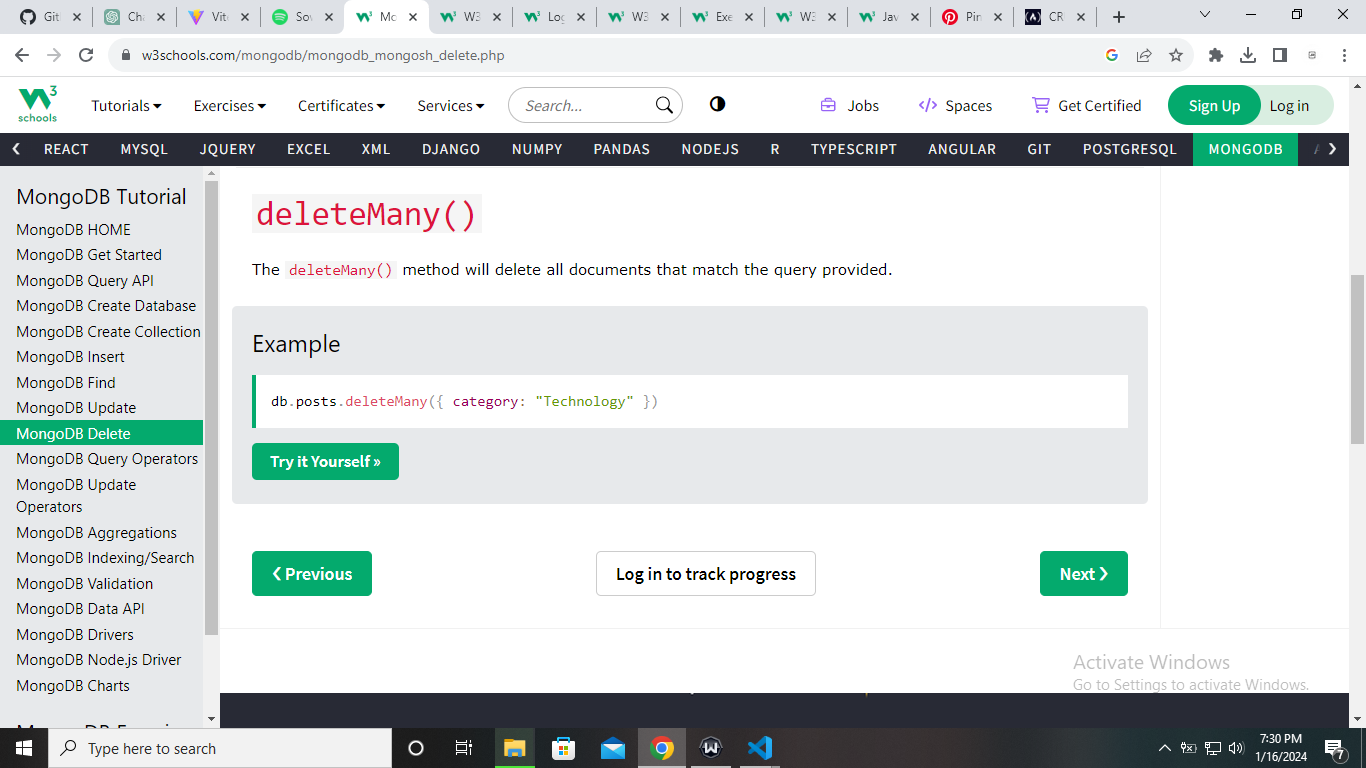 Git
Cha
Vite
Sov
Mo
W3
Log
W3
Exe
W3
Jav
Pin
CR
w3schools.com/mongodb/mongodb_mongosh_delete.php
3
schools
Tutorials
Exercises
Certificates
Services
Search...
Jobs
Spaces
Get Certified
Sign Up
Log in
REACT MYSQL JQUERY EXCEL XML DJANGO NUMPY PANDAS NODEJS R TYPESCRIPT ANGULAR GIT POSTGRESQL MONGODB
MongoDB Tutorial
MongoDB HOME
MongoDB Get Started
MongoDB Query API
MongoDB Create Database
MongoDB Create Collection
MongoDB Insert
MongoDB Find
MongoDB Update
MongoDB Delete
MongoDB Query Operators
MongoDB Update
Operators
MongoDB Aggregations
MongoDB Indexing/Search
MongoDB Validation
MongoDB Data API
MongoDB Drivers
MongoDB Node.js Driver
MongoDB Charts
deleteMany()
The deleteMany() method will delete all documents that match the query provided.
Example
db.posts.deleteMany({ category: "Technology" })
Try it Yourself »
❮ Previous
Log in to track progress
Next ❯
Activate Windows
Go to Settings to activate Windows.
Type here to search
7:30 PM
1/16/2024
7